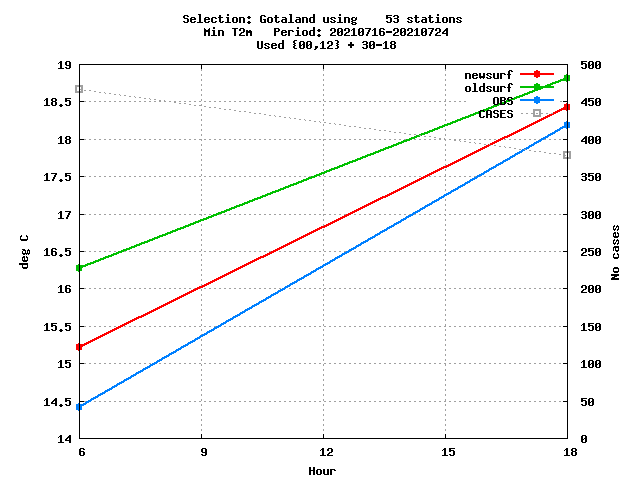 Selection: Gotaland using    53 stations
Min T2m   Period: 20210716-20210724
Used {00,12} + 30-18
19
18.5
18
17.5
17
16.5
16
15.5
15
14.5
14
deg C
500
450
400
350
300
250
200
150
100
50
0
No cases
newsurf
oldsurf
OBS
CASES
6 9 12 15 18
Hour